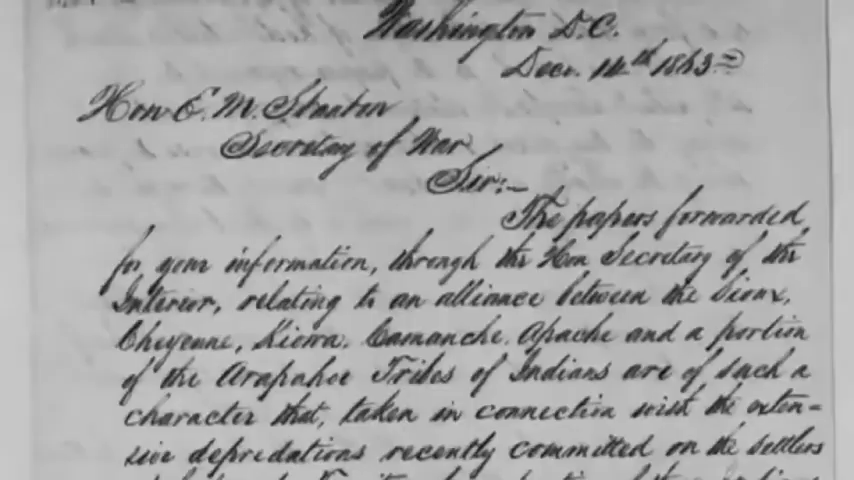 Washington D.C.
Decr. 14th 1863.
Hon E. M. Stanton
Secretary of War
Sir:-
The papers forwarded
for your information, through the Hon Secretary of the
Interior, relating to an alliance between the Sioux,
Cheyenne, Kiowa, Camanche, Apache and a portion
of the Arapahoe Tribes of Indians are of such a
character that, taken in connection with the exten-
sive depredations recently committed on the settlers